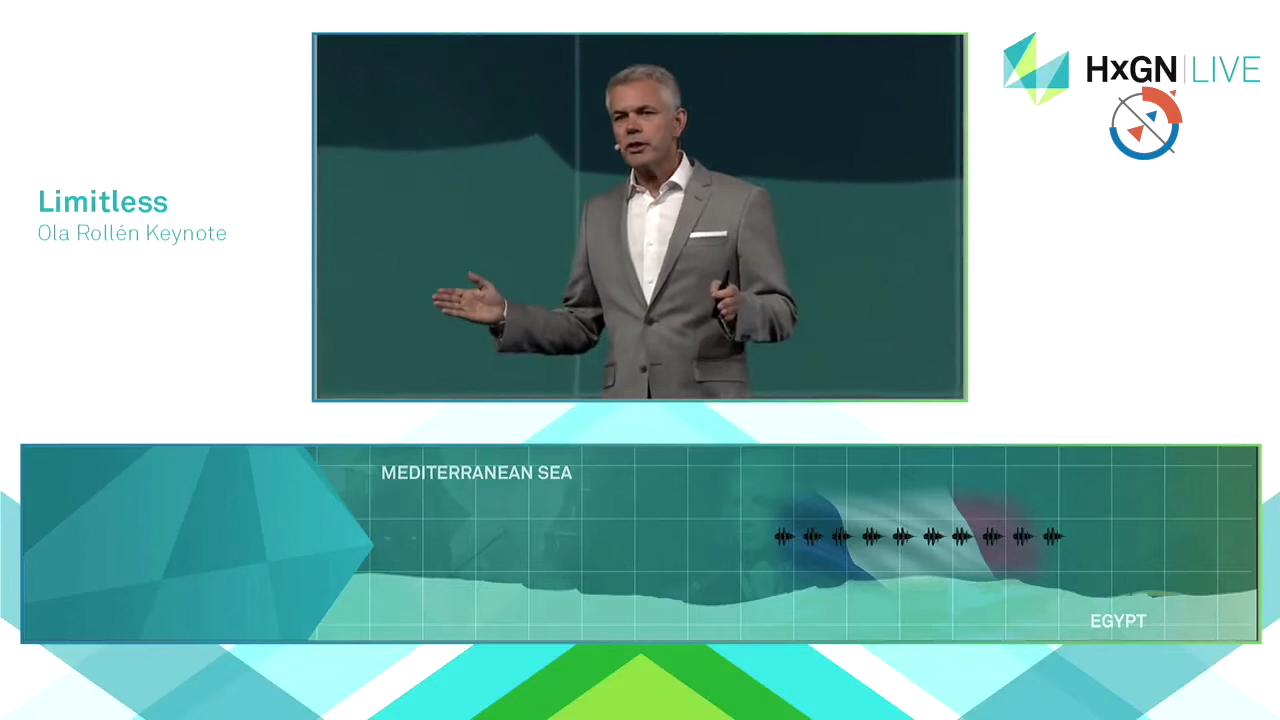 HxGN LIVE
Limitless
Ola Rollén Keynote
MEDITERRANEAN SEA
EGYPT